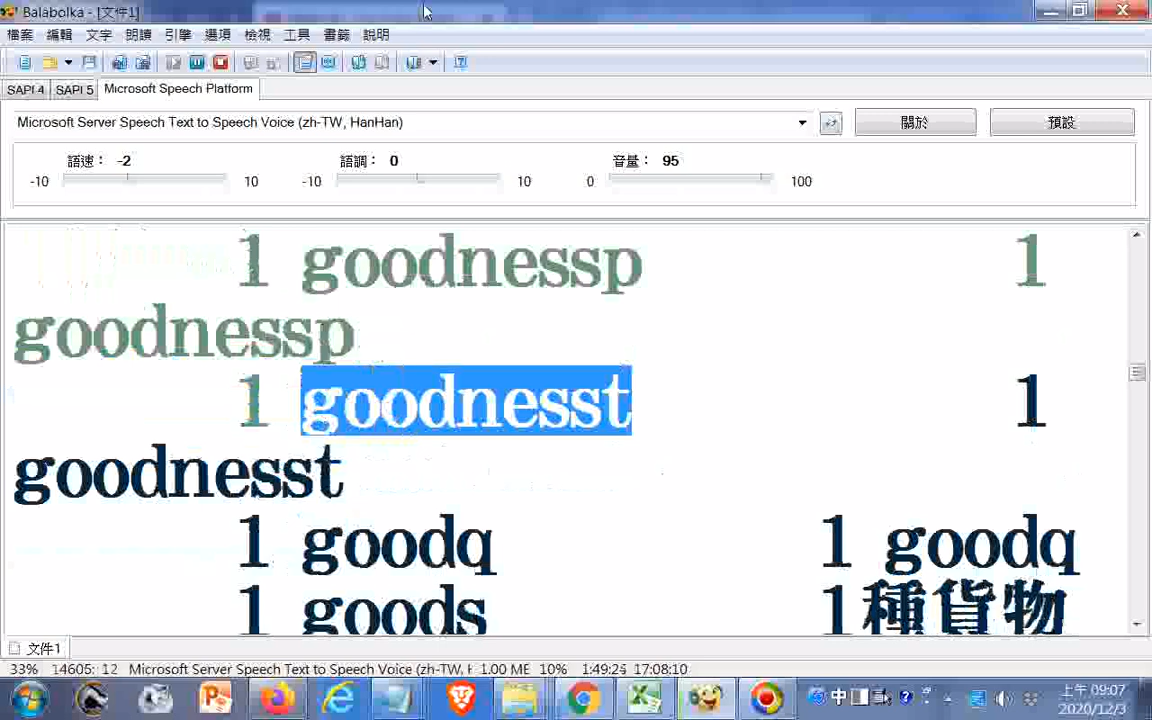 Balabolka - [文件1]
檔案 編輯 文字 朗讀 引擎 選項 檢視 工具 書籤 說明
SAPI 4 SAPI 5 Microsoft Speech Platform
Microsoft Server Speech Text to Speech Voice (zh-TW, HanHan) 關於 預設
語速： -2 語調： 0 音量： 95
-10 10 -10 10 0 100
1 goodnessp 1
goodnessp
1 goodnesst 1
goodnesst
1 goodq 1 goodq
1 goods 1種貨物
文件1
33% 14605: 12 Microsoft Server Speech Text to Speech Voice (zh-TW, H 1.00 ME 10% 1:49:24 17:08:10
中 上午 09:07
2020/12/3